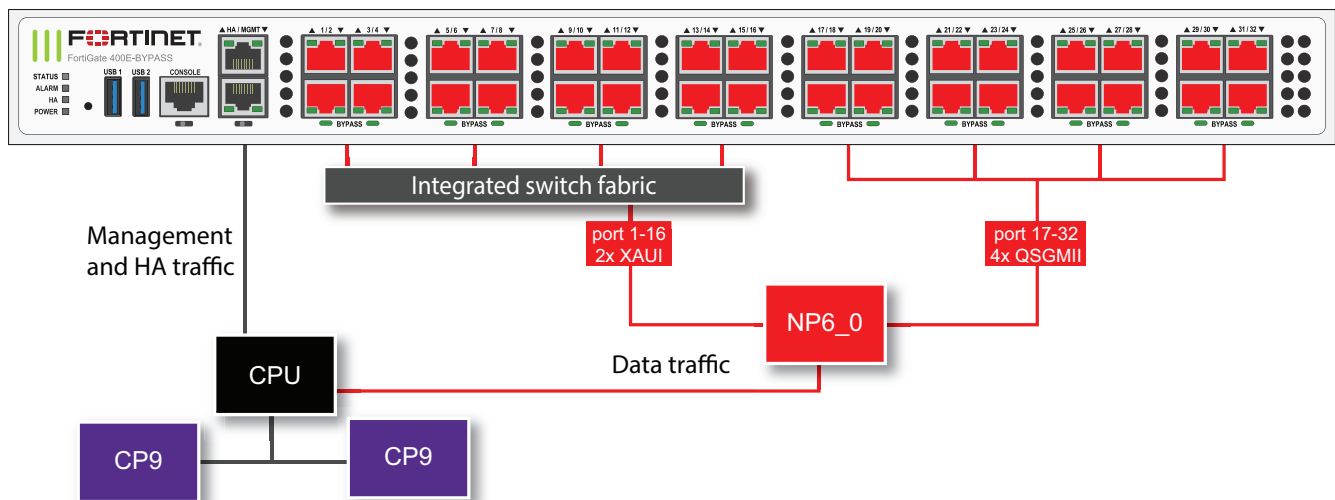 FORTINET
FortiGate 400E-BYPASS
STATUS
ALARM
HA
POWER
USB 1
USB 2
CONSOLE
▲ HA / MGMT ▼
▲ 1/2 ▼
▲ 3/4 ▼
▲ 5/6 ▼
▲ 7/8 ▼
▲ 9/10 ▼
▲ 11/12 ▼
▲ 13/14 ▼
▲ 15/16 ▼
▲ 17/18 ▼
▲ 19/20 ▼
▲ 21/22 ▼
▲ 23/24 ▼
▲ 25/26 ▼
▲ 27/28 ▼
▲ 29/30 ▼
▲ 31/32 ▼
BYPASS
BYPASS
BYPASS
BYPASS
BYPASS
BYPASS
BYPASS
BYPASS
Integrated switch fabric
Management
and HA traffic
port 1-16
2x XAUI
port 17-32
4x QSGMII
NP6_0
Data traffic
CPU
CP9
CP9